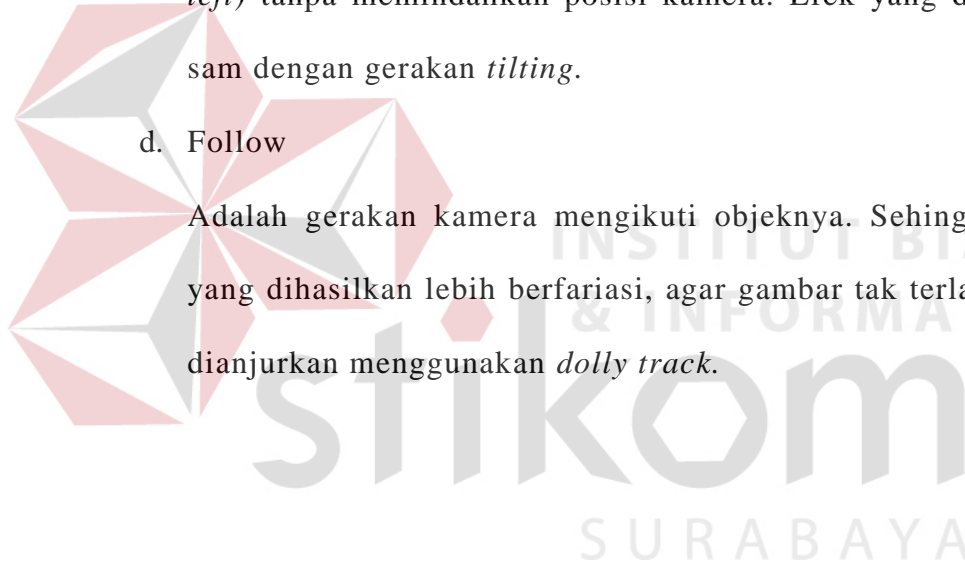 left) tanpa memindahkan posisi kamera. Efek yang d
sam dengan gerakan tilting.
d. Follow
Adalah gerakan kamera mengikuti objeknya. Sehing
yang dihasilkan lebih berfariasi, agar gambar tak terla
dianjurkan menggunakan dolly track.
INSTITUT BI
& INFORMA
stikom
SURABAYA